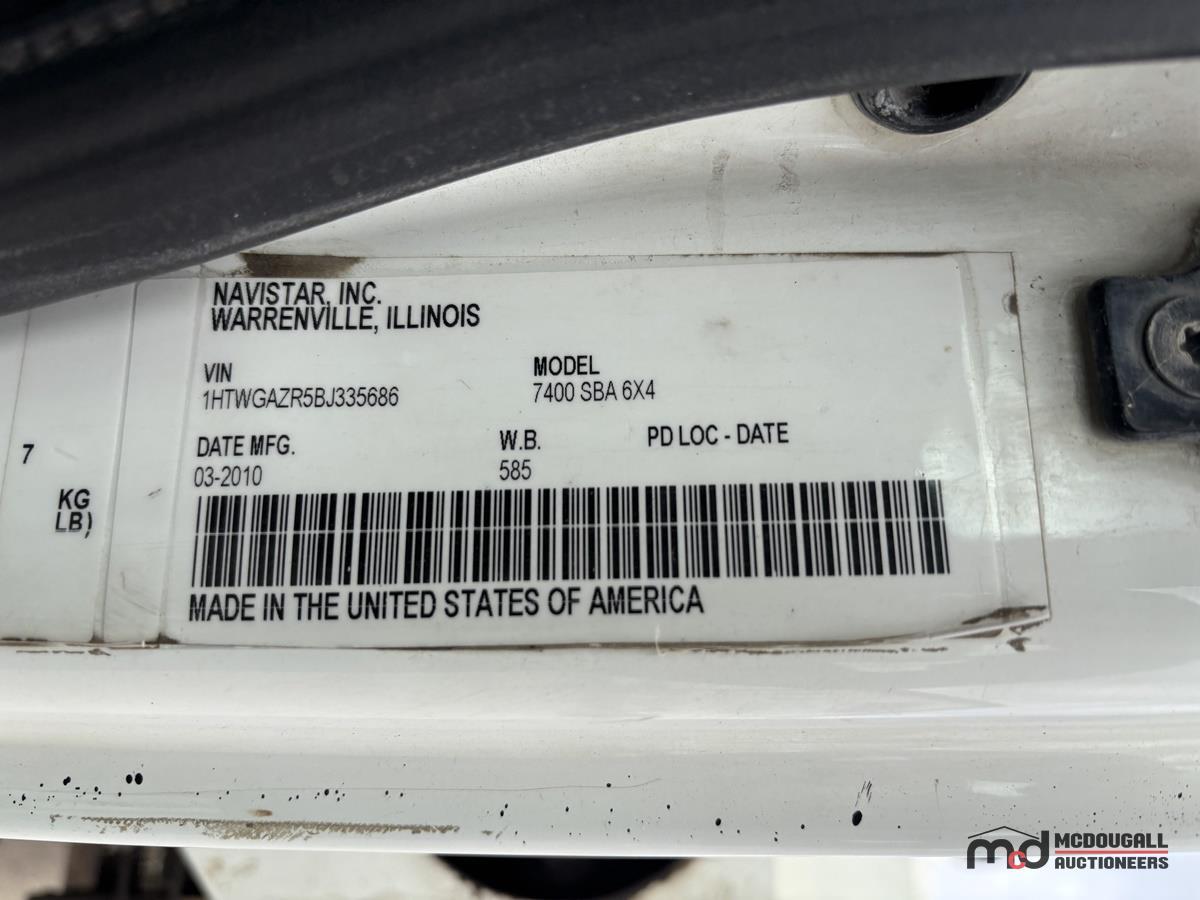 NAVISTAR, INC.
WARRENVILLE, ILLINOIS
VIN MODEL
1HTWGAZR5BJ335686 7400 SBA 6X4
DATE MFG. W.B. PD LOC - DATE
03-2010 585
MADE IN THE UNITED STATES OF AMERICA
7
KG
LB)
mcd MCDOUGALL
AUCTIONEERS